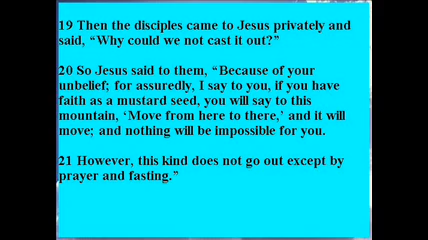 19 Then the disciples came to Jesus privately and
said, “Why could we not cast it out?”
20 So Jesus said to them, “Because of your
unbelief; for assuredly, I say to you, if you have
faith as a mustard seed, you will say to this
mountain, ‘Move from here to there,’ and it will
move; and nothing will be impossible for you.
21 However, this kind does not go out except by
prayer and fasting.”